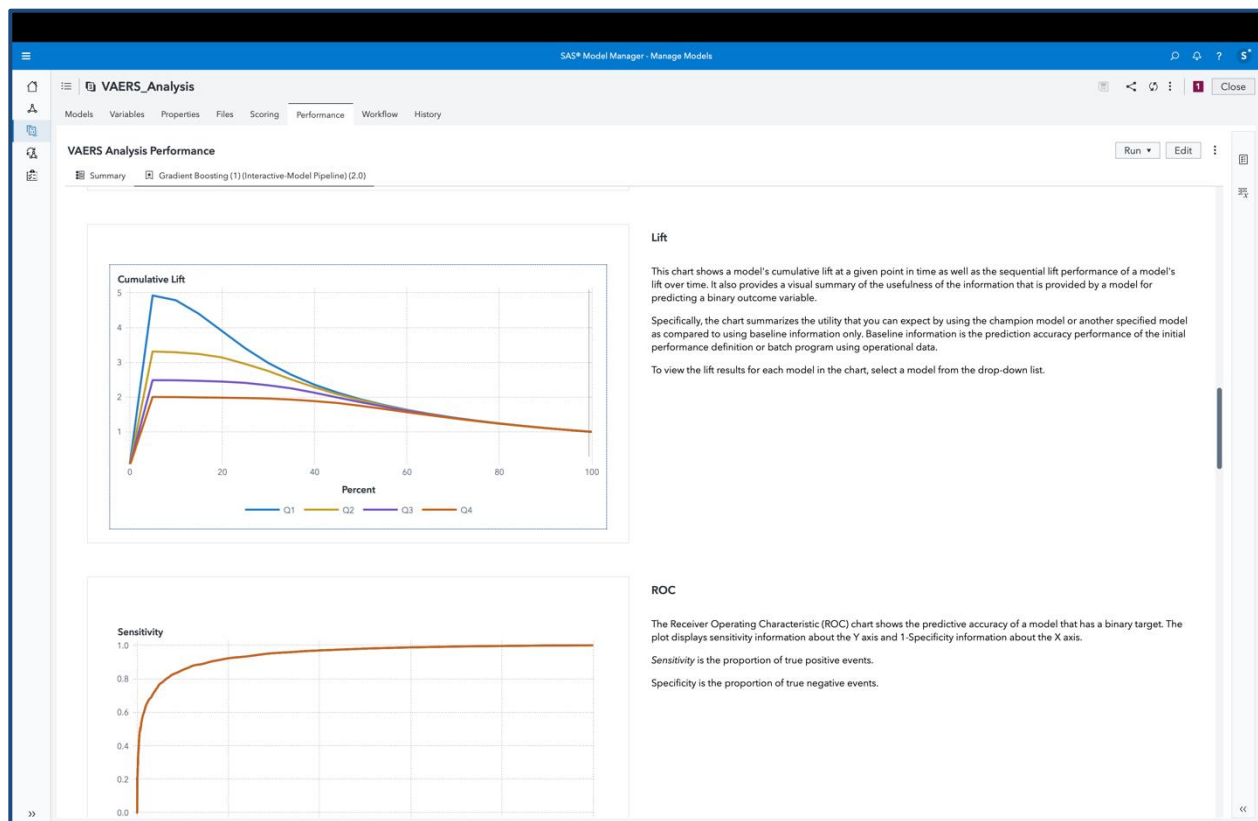 SAS® Model Manager - Manage Models
?
S
VAERS_Analysis
1
Close
Models Variables Properties Files Scoring Performance Workflow History
VAERS Analysis Performance
Run
Edit
Summary
Gradient Boosting (1) (Interactive-Model Pipeline) (2.0)
Cumulative Lift
5
4
3
2
1
0 20 40 60 80 100
Percent
Q1 Q2 Q3 Q4
Lift
This chart shows a model's cumulative lift at a given point in time as well as the sequential lift performance of a model's
lift over time. It also provides a visual summary of the usefulness of the information that is provided by a model for
predicting a binary outcome variable.
Specifically, the chart summarizes the utility that you can expect by using the champion model or another specified model
as compared to using baseline information only. Baseline information is the prediction accuracy performance of the initial
performance definition or batch program using operational data.
To view the lift results for each model in the chart, select a model from the drop-down list.
Sensitivity
1.0
0.8
0.6
0.4
0.2
0.0
ROC
The Receiver Operating Characteristic (ROC) chart shows the predictive accuracy of a model that has a binary target. The
plot displays sensitivity information about the Y axis and 1-Specificity information about the X axis.
Sensitivity is the proportion of true positive events.
Specificity is the proportion of true negative events.